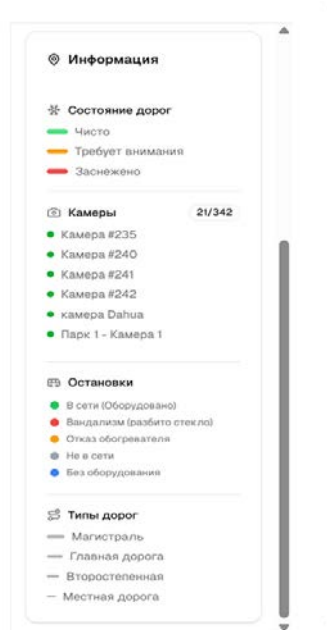 Информация
Состояние дорог
Чисто
Требует внимания
Заснежено
Камеры 21/342
Камера #235
Камера #240
Камера #241
Камера #242
камера Dahua
Парк 1 - Камера 1
Остановки
В сети (Оборудовано)
Вандализм (разбито стекло)
Отказ обогревателя
Не в сети
Без оборудования
Типы дорог
Магистраль
Главная дорога
Второстепенная
Местная дорога